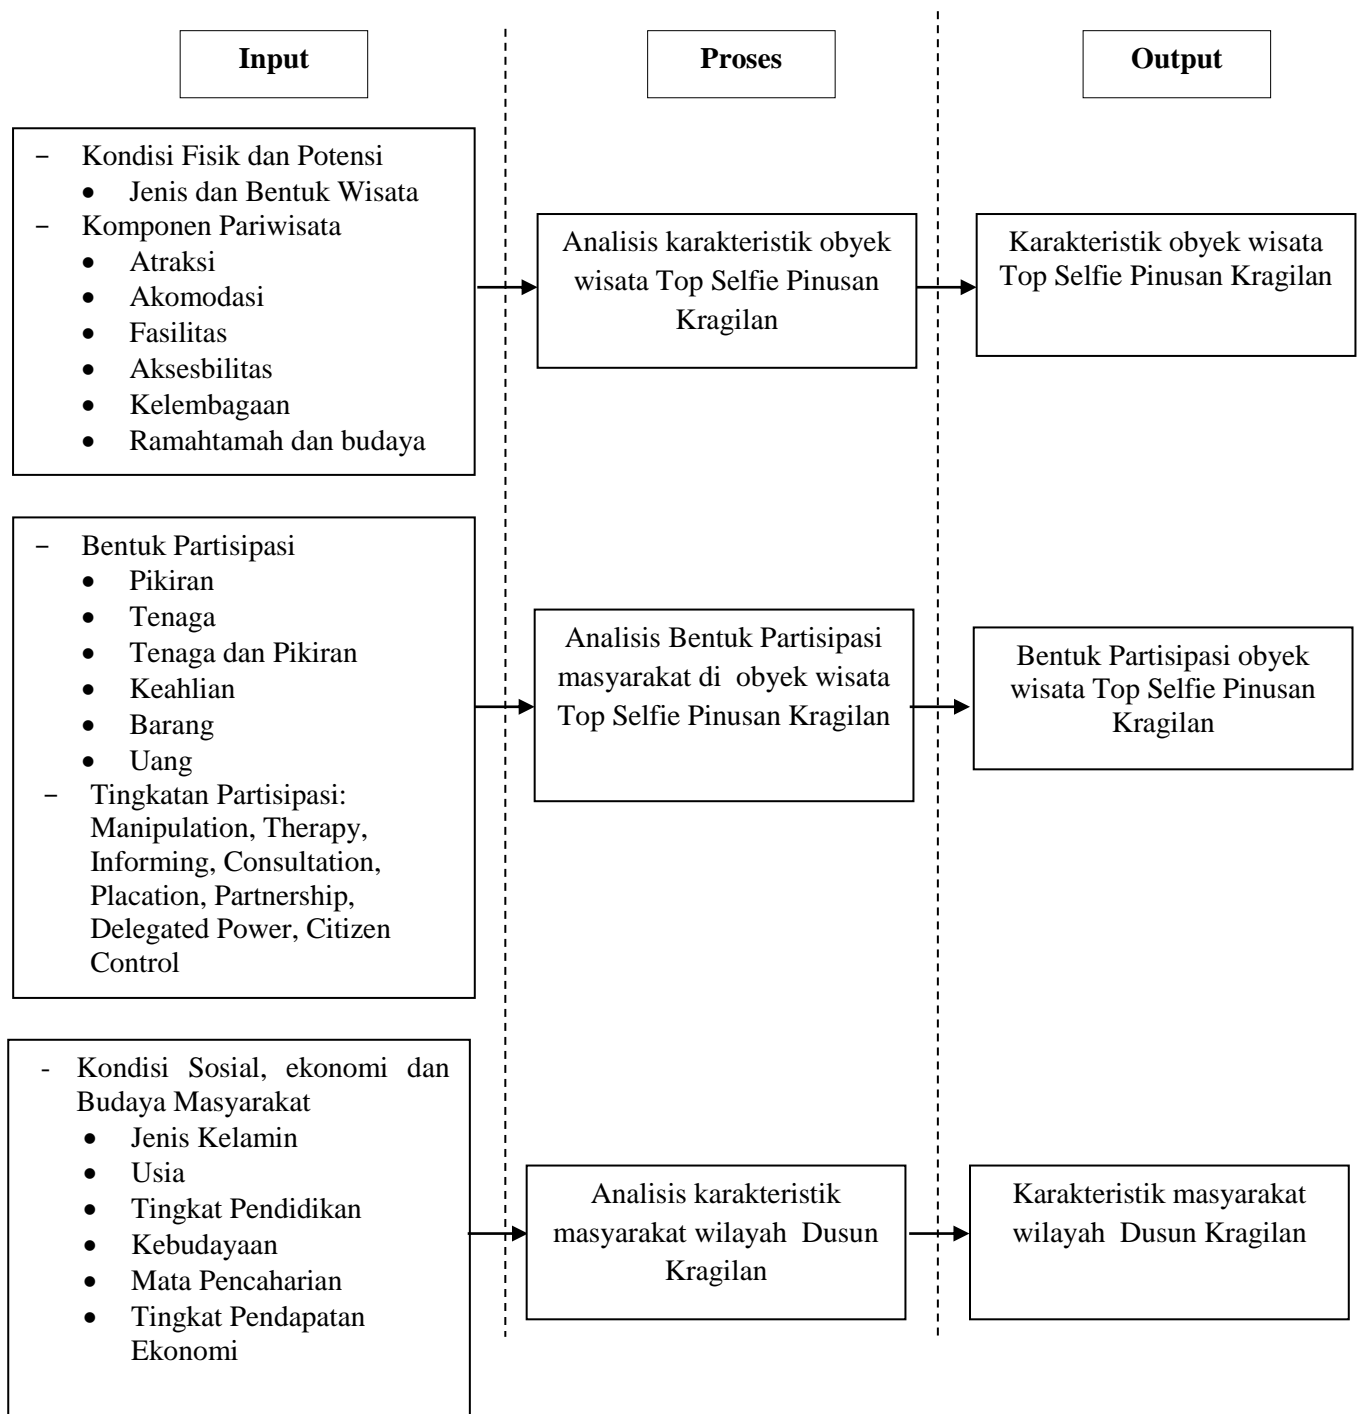 Input
Proses
Output
– Kondisi Fisik dan Potensi
• Jenis dan Bentuk Wisata
– Komponen Pariwisata
• Atraksi
• Akomodasi
• Fasilitas
• Aksesbilitas
• Kelembagaan
• Ramahtamah dan budaya
Analisis karakteristik obyek
wisata Top Selfie Pinusan
Kragilan
Karakteristik obyek wisata
Top Selfie Pinusan Kragilan
– Bentuk Partisipasi
• Pikiran
• Tenaga
• Tenaga dan Pikiran
• Keahlian
• Barang
• Uang
– Tingkatan Partisipasi:
Manipulation, Therapy,
Informing, Consultation,
Placation, Partnership,
Delegated Power, Citizen
Control
Analisis Bentuk Partisipasi
masyarakat di obyek wisata
Top Selfie Pinusan Kragilan
Bentuk Partisipasi obyek
wisata Top Selfie Pinusan
Kragilan
- Kondisi Sosial, ekonomi dan
Budaya Masyarakat
• Jenis Kelamin
• Usia
• Tingkat Pendidikan
• Kebudayaan
• Mata Pencaharian
• Tingkat Pendapatan
Ekonomi
Analisis karakteristik
masyarakat wilayah Dusun
Kragilan
Karakteristik masyarakat
wilayah Dusun Kragilan